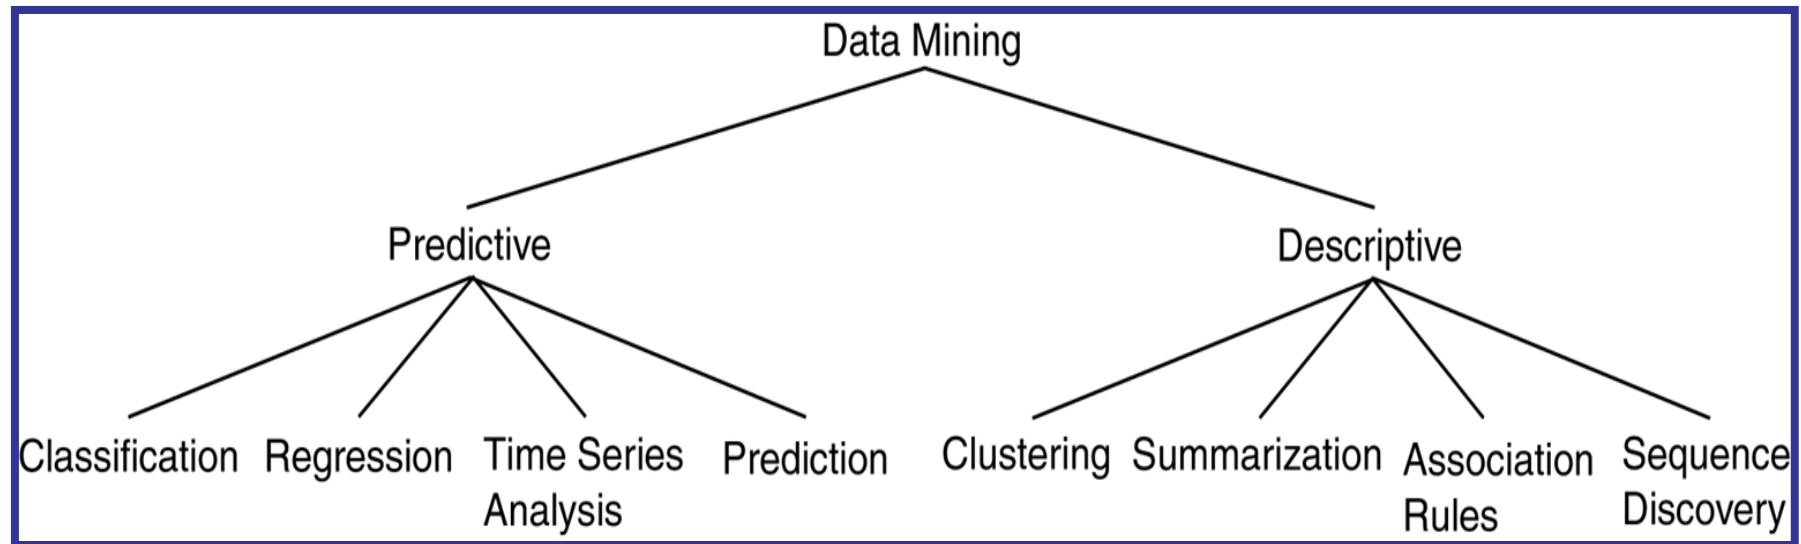 Data Mining
Predictive
Descriptive
Classification
Regression
Time Series
Analysis
Prediction
Clustering
Summarization
Association
Rules
Sequence
Discovery